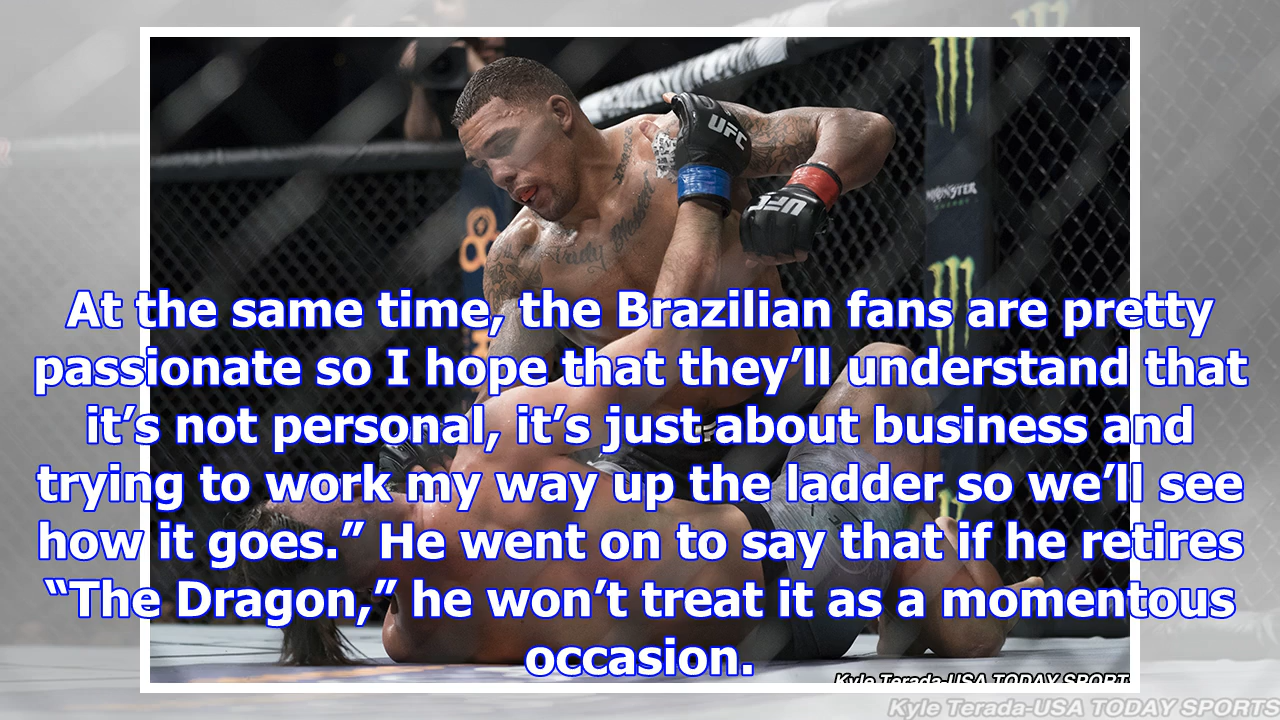 UFC
UFC
MONSTER
At the same time, the Brazilian fans are pretty
passionate so I hope that they’ll understand that
it’s not personal, it’s just about business and
trying to work my way up the ladder so we’ll see
how it goes.” He went on to say that if he retires
“The Dragon,” he won’t treat it as a momentous
occasion.
Kyle Terada-USA TODAY SPORT
Kyle Terada-USA TODAY SPORTS